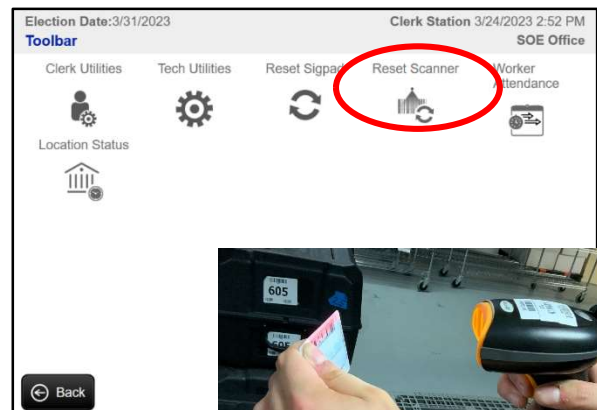 Election Date:3/31/2023 Clerk Station 3/24/2023 2:52 PM
Toolbar SOE Office
Clerk Utilities Tech Utilities Reset Sigpad Reset Scanner Worker
Attendance
Location Status
605
605
Back